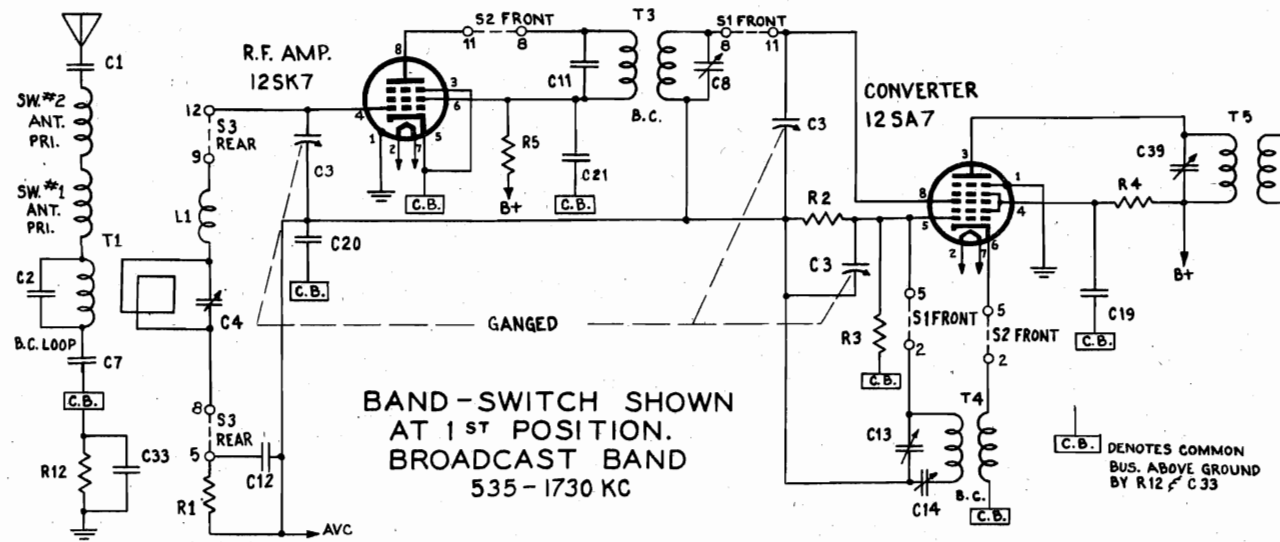 S2 FRONT
T3
S1 FRONT
11
8
8
11
R.F. AMP.
12SK7
8
3
6
4
1
2
7
5
C1
SW.#2
ANT.
PRI.
SW.#1
ANT.
PRI.
T1
C2
B.C. LOOP
C7
C.B.
R12
C33
12
S3
REAR
9
L1
C4
8
S3
REAR
5
C12
R1
AVC
C3
C20
C.B.
C.B.
R5
B+
C11
C21
C.B.
B.C.
C8
C3
GANGED
CONVERTER
12SA7
3
1
8
4
5
2
7
6
R2
C3
R3
C.B.
5
S1 FRONT
2
5
S2 FRONT
2
T4
C13
C14
B.C.
C.B.
C39
T5
R4
B+
C19
C.B.
BAND-SWITCH SHOWN
AT 1ST POSITION.
BROADCAST BAND
535-1730 KC
C.B. DENOTES COMMON
BUS. ABOVE GROUND
BY R12 & C33